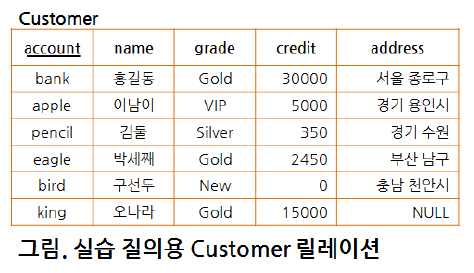 Customer
account name grade credit address
bank 홍길동 Gold 30000 서울 종로구
apple 이남이 VIP 5000 경기 용인시
pencil 김돌 Silver 350 경기 수원
eagle 박세째 Gold 2450 부산 남구
bird 구선두 New 0 충남 천안시
king 오나라 Gold 15000 NULL
그림. 실습 질의용 Customer 릴레이션